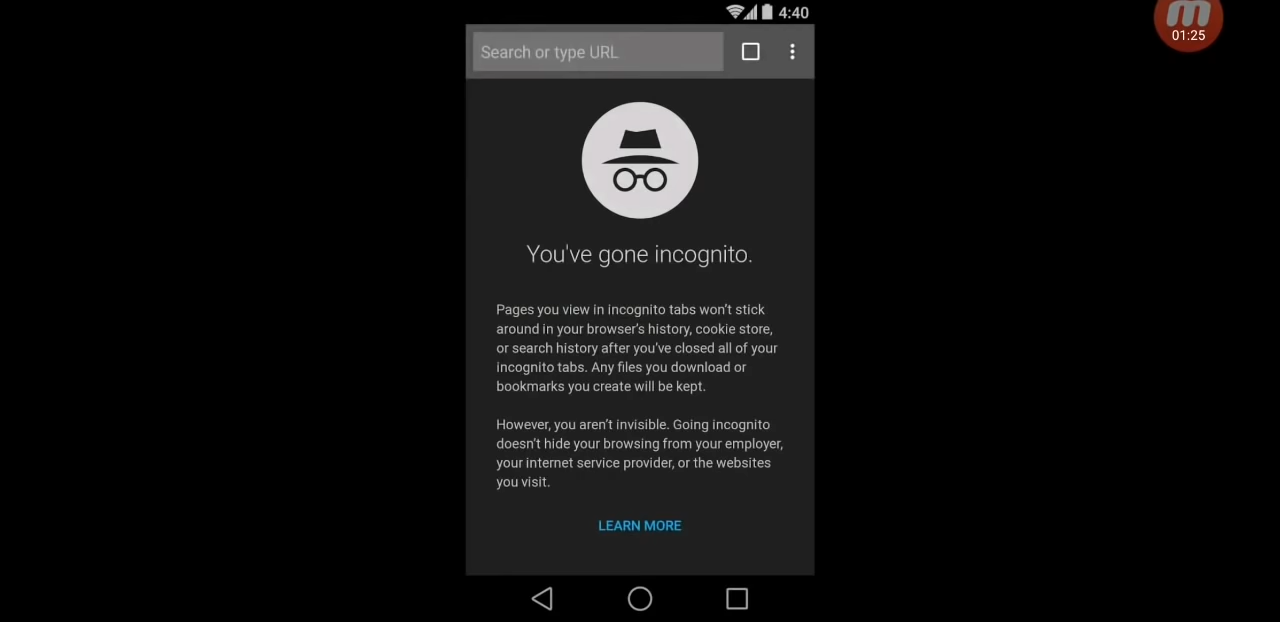 4:40
m
01:25
Search or type URL
You've gone incognito.
Pages you view in incognito tabs won't stick
around in your browser's history, cookie store,
or search history after you've closed all of your
incognito tabs. Any files you download or
bookmarks you create will be kept.
However, you aren't invisible. Going incognito
doesn't hide your browsing from your employer,
your internet service provider, or the websites
you visit.
LEARN MORE